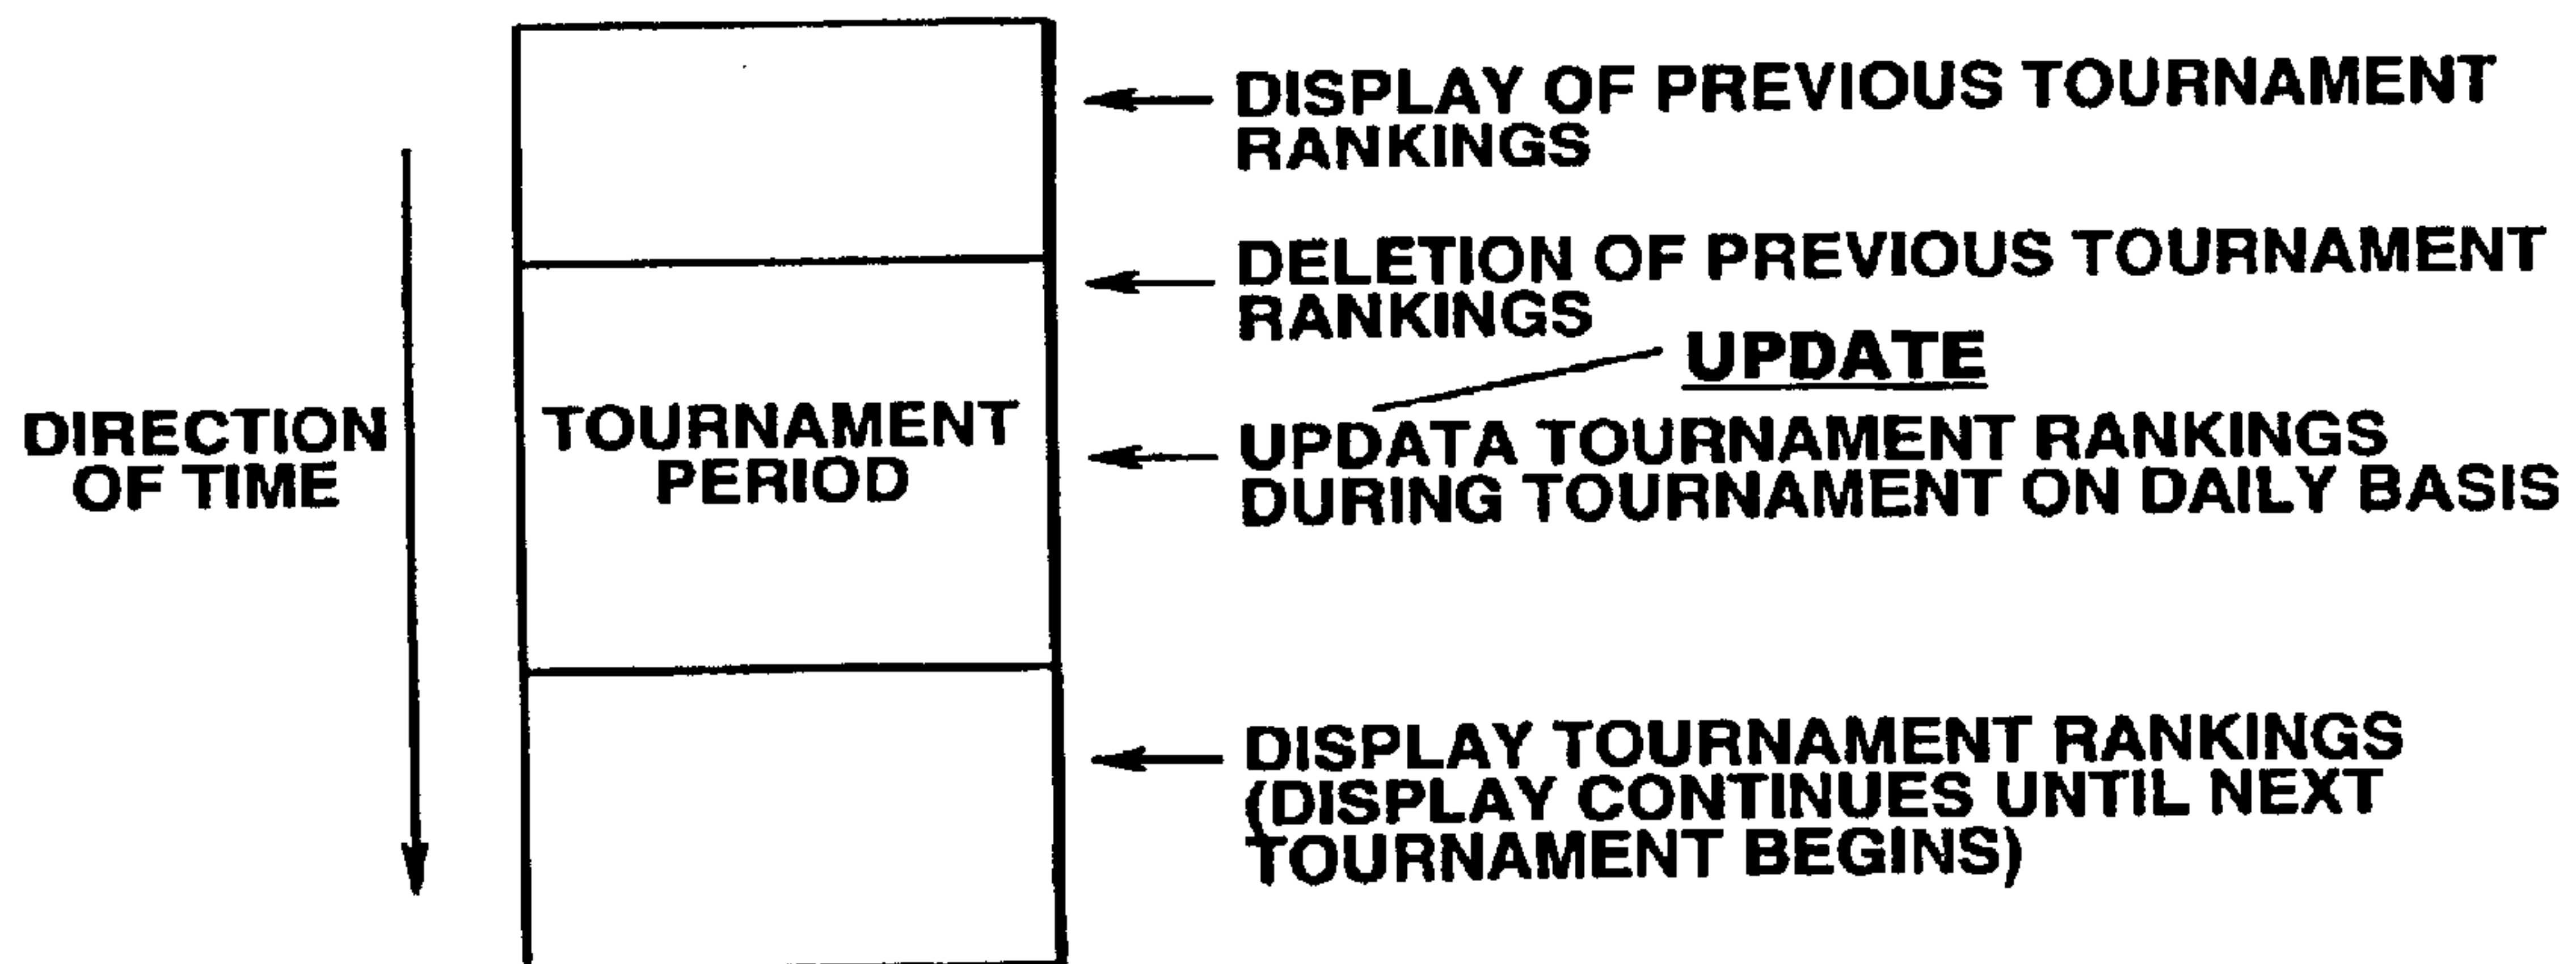 DISPLAY OF PREVIOUS TOURNAMENT
RANKINGS
DELETION OF PREVIOUS TOURNAMENT
RANKINGS
UPDATE
DIRECTION
OF TIME
TOURNAMENT
PERIOD
UPDATA TOURNAMENT RANKINGS
DURING TOURNAMENT ON DAILY BASIS
DISPLAY TOURNAMENT RANKINGS
(DISPLAY CONTINUES UNTIL NEXT
TOURNAMENT BEGINS)